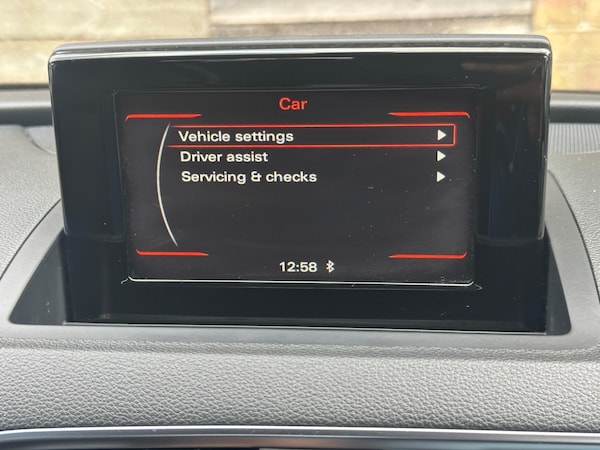 Car
Vehicle settings
Driver assist
Servicing & checks
12:58